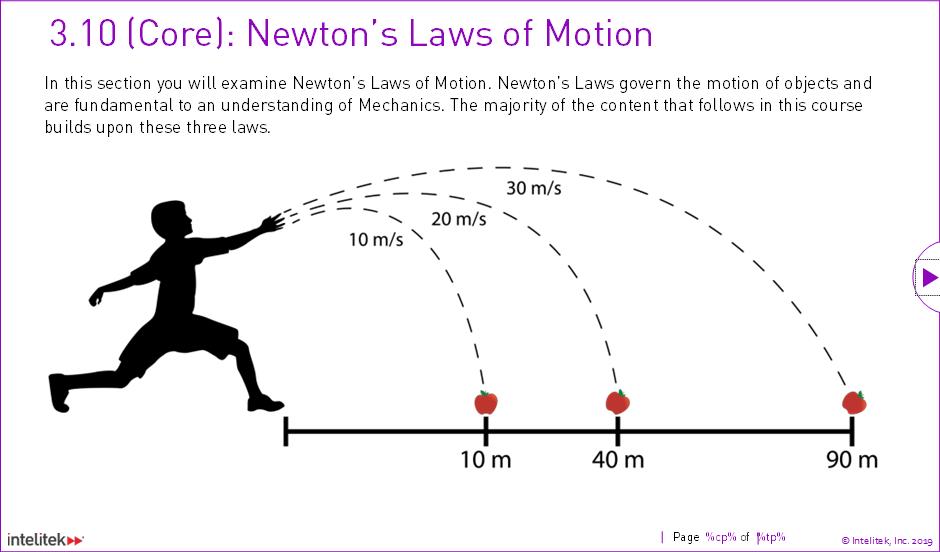 3.10 (Core): Newton's Laws of Motion
In this section you will examine Newton's Laws of Motion. Newton's Laws govern the motion of objects and
are fundamental to an understanding of Mechanics. The majority of the content that follows in this course
builds upon these three laws.
30 m/s
20 m/s
10 m/s
10 m
40 m
90 m
intelitek
| Page %cp% of %tp%
© Intelitek, Inc. 2019